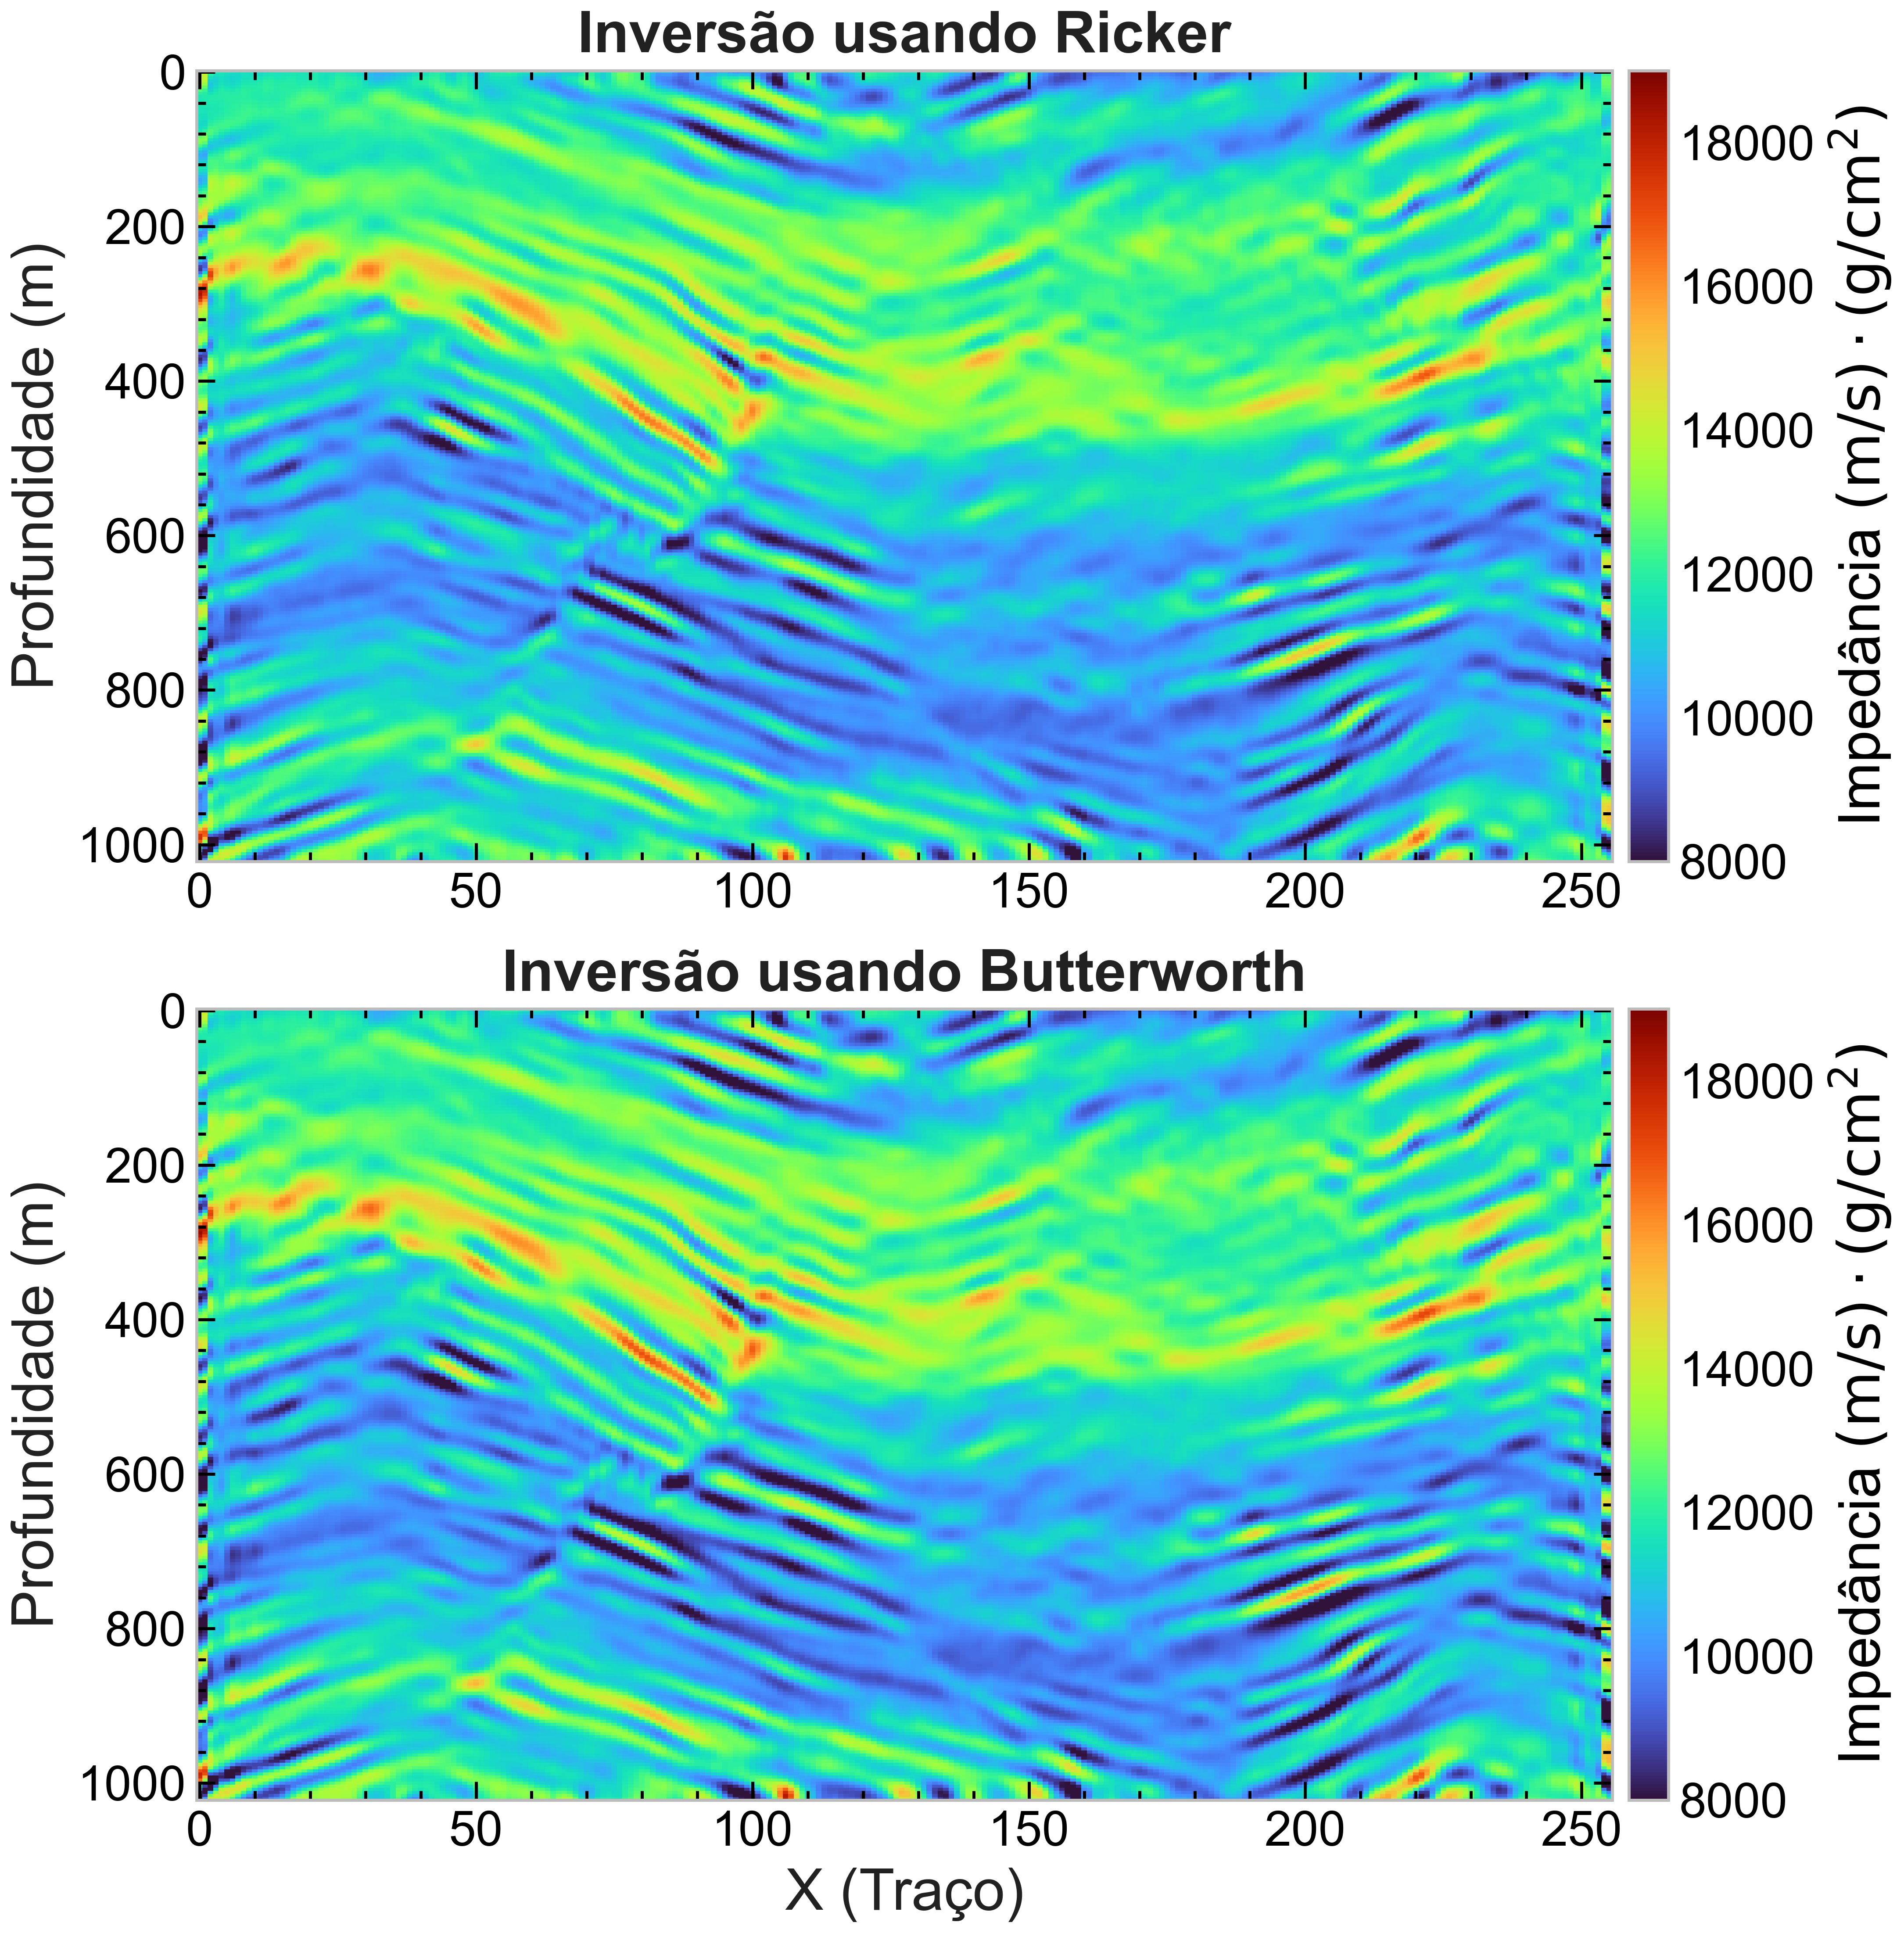 Inversão usando Ricker
Profundidade (m)
0
200
400
600
800
1000
0 50 100 150 200 250
18000
16000
14000
12000
10000
8000
Impedância (m/s) · (g/cm²)
Inversão usando Butterworth
Profundidade (m)
0
200
400
600
800
1000
0 50 100 150 200 250
X (Traço)
18000
16000
14000
12000
10000
8000
Impedância (m/s) · (g/cm²)